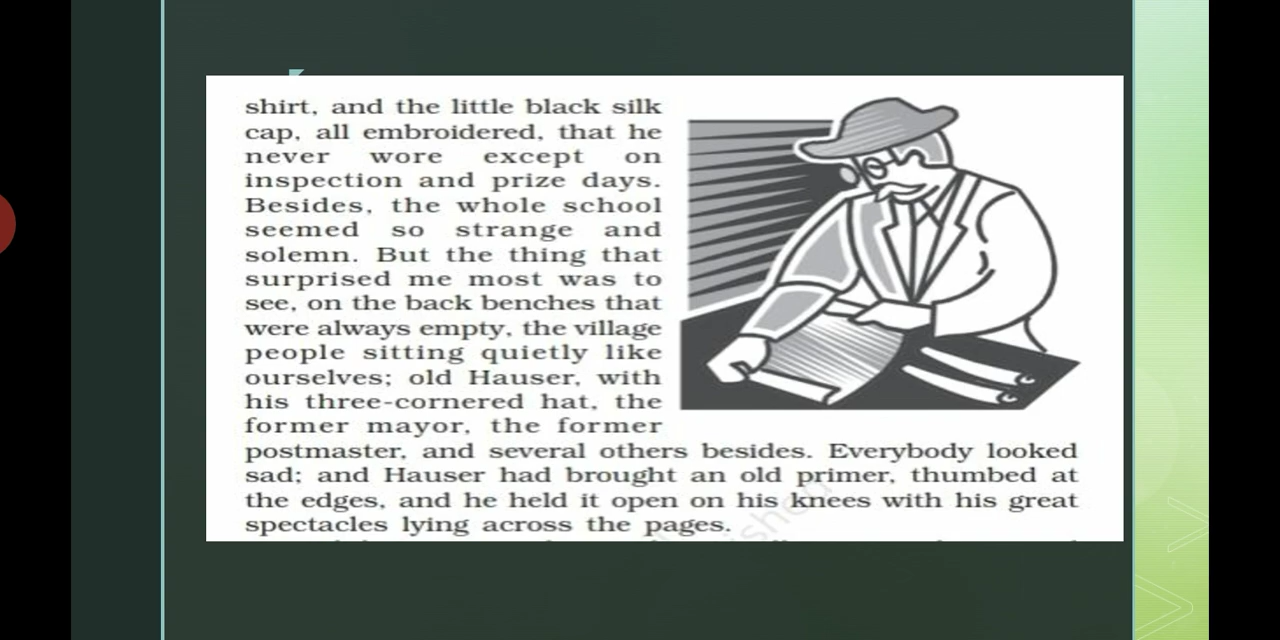 shirt, and the little black silk
cap, all embroidered, that he
never wore except on
inspection and prize days.
Besides, the whole school
seemed so strange and
solemn. But the thing that
surprised me most was to
see, on the back benches that
were always empty, the village
people sitting quietly like
ourselves; old Hauser, with
his three-cornered hat, the
former mayor, the former
postmaster, and several others besides. Everybody looked
sad; and Hauser had brought an old primer, thumbed at
the edges, and he held it open on his knees with his great
spectacles lying across the pages.